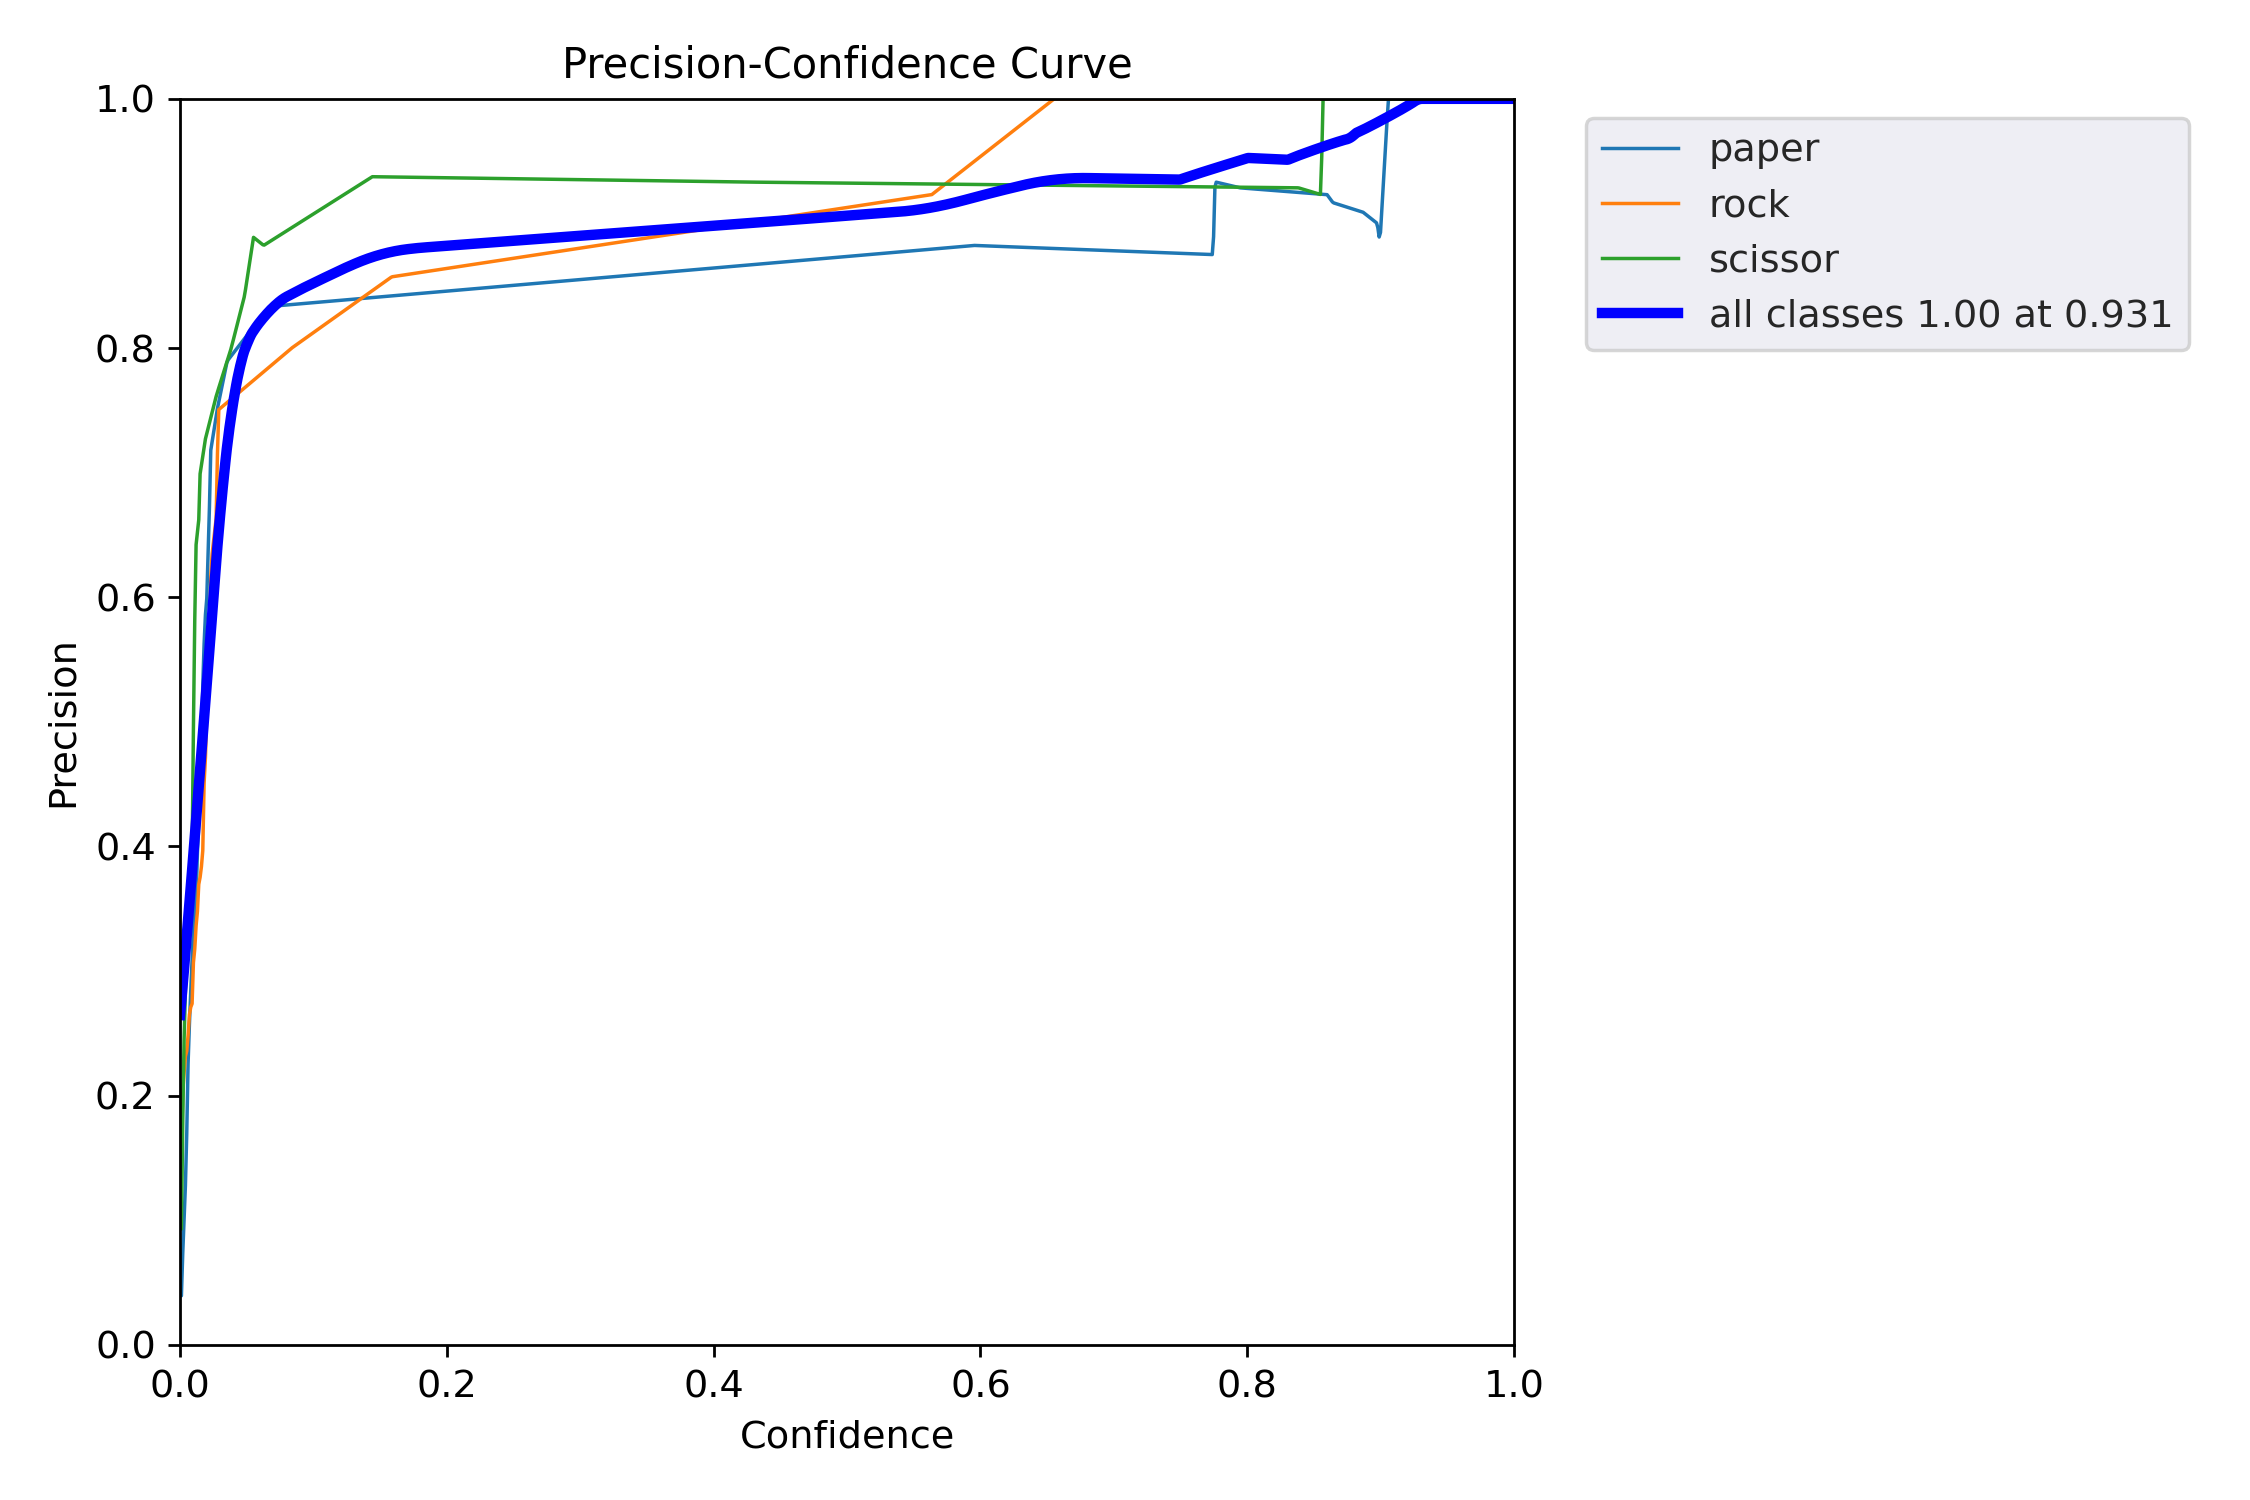 Precision-Confidence Curve
1.0
0.8
0.6
0.4
0.2
0.0
Precision
0.0 0.2 0.4 0.6 0.8 1.0
Confidence
paper
rock
scissor
all classes 1.00 at 0.931